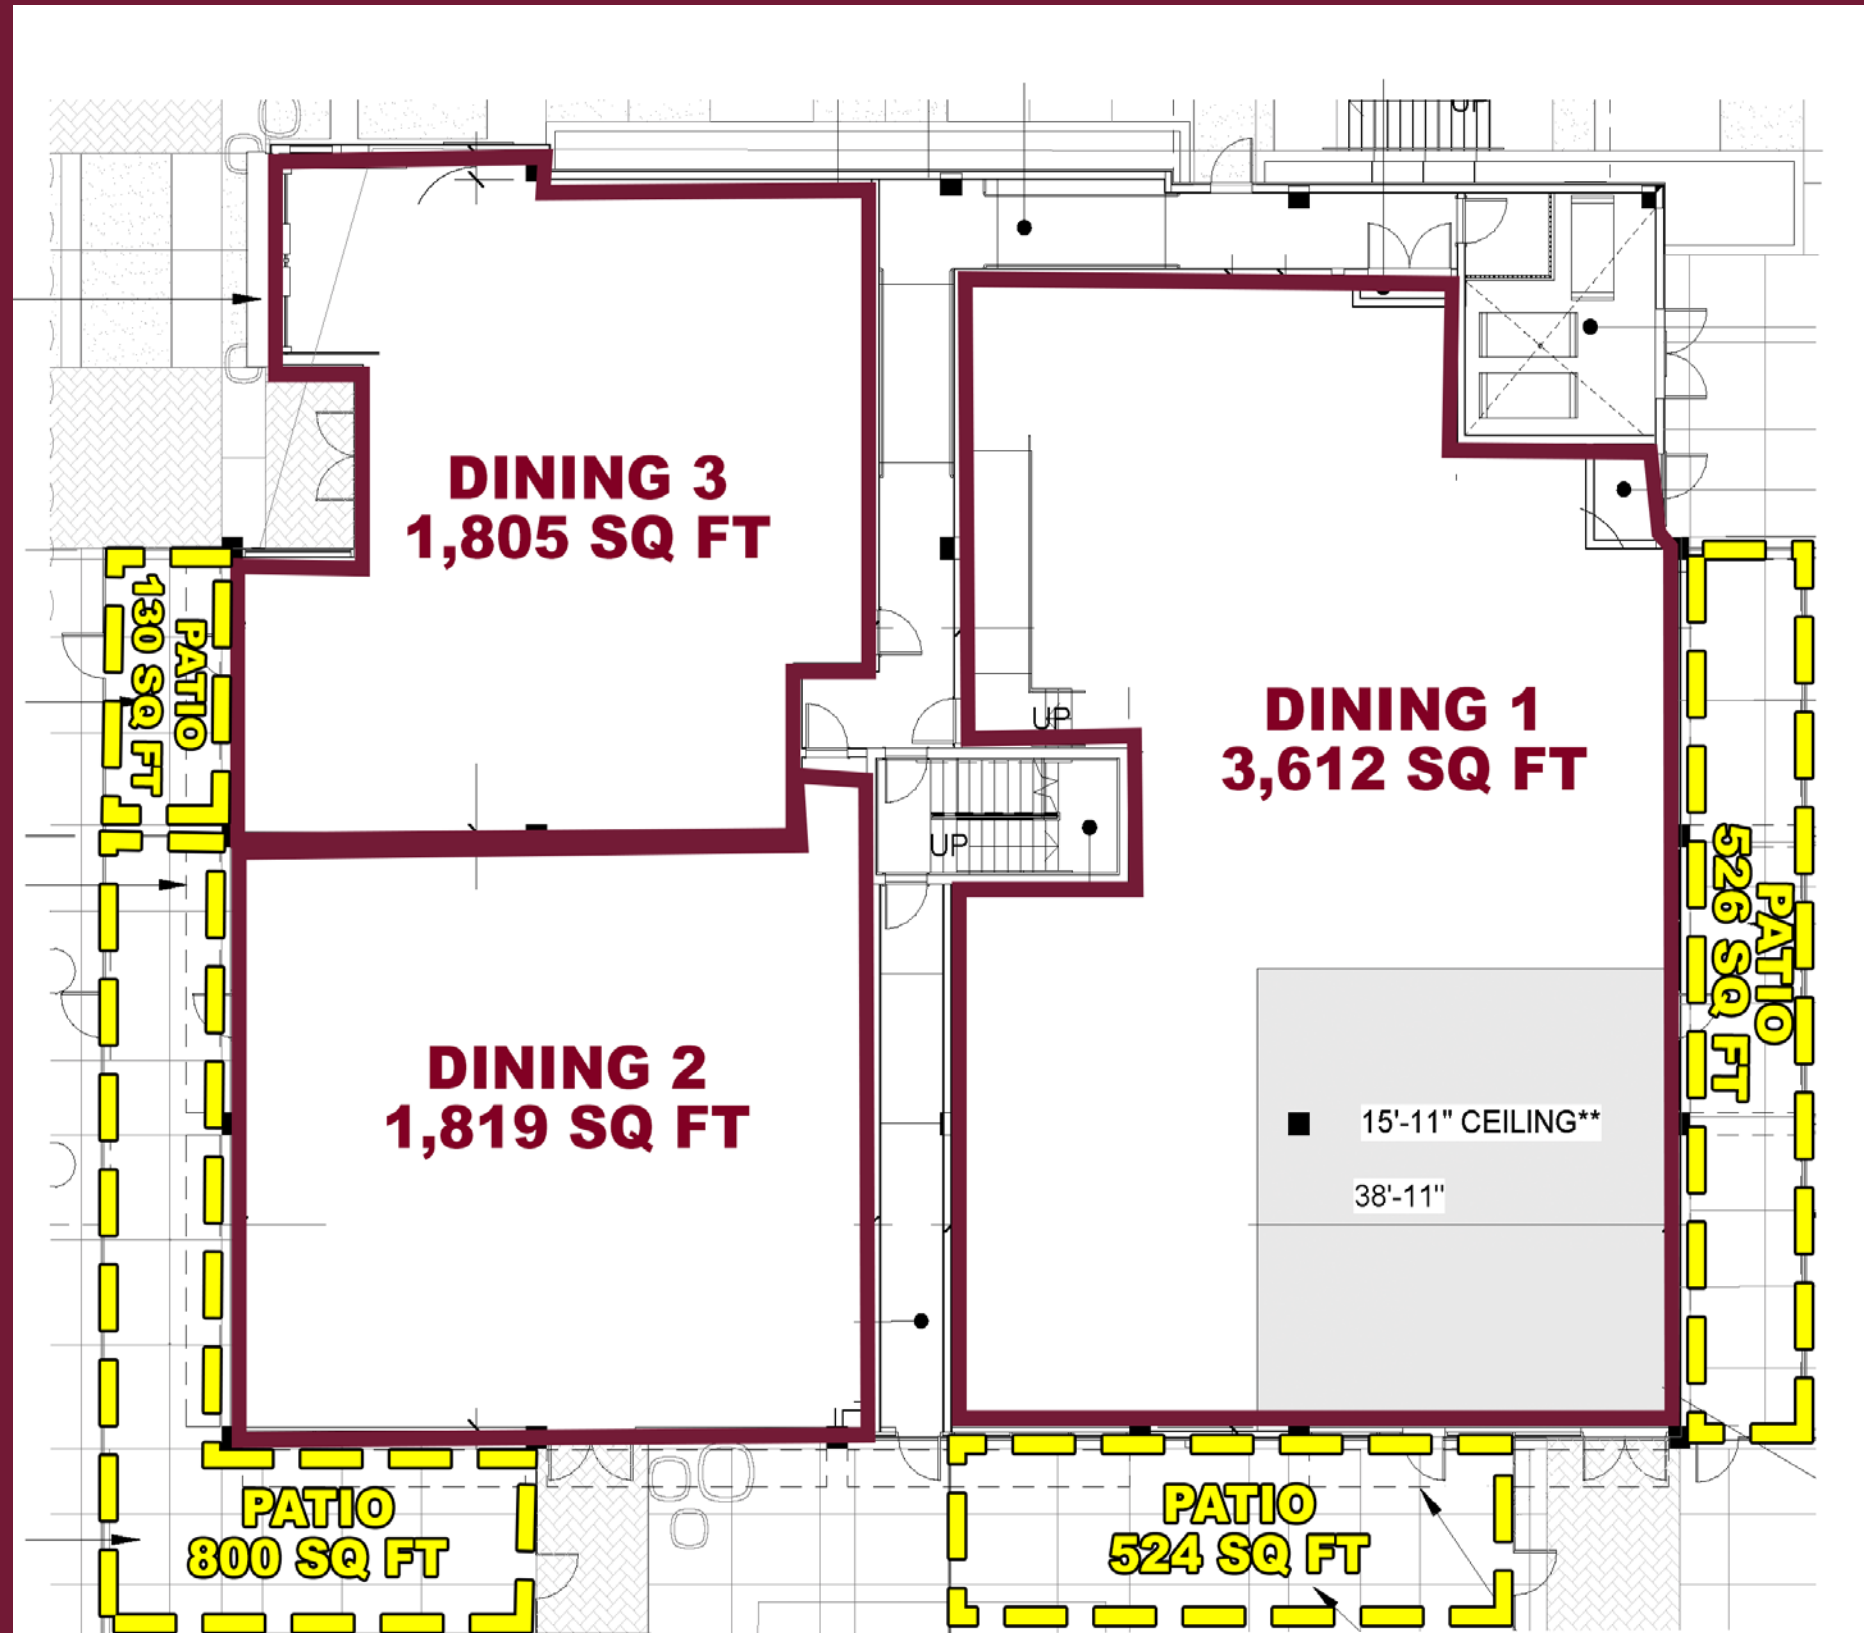 UP
DINING 3
1,805 SQ FT
PATIO
130 SQ FT
UP
DINING 1
3,612 SQ FT
UP
PATIO
526 SQ FT
DINING 2
1,819 SQ FT
15'-11" CEILING**
38'-11"
PATIO
800 SQ FT
PATIO
524 SQ FT